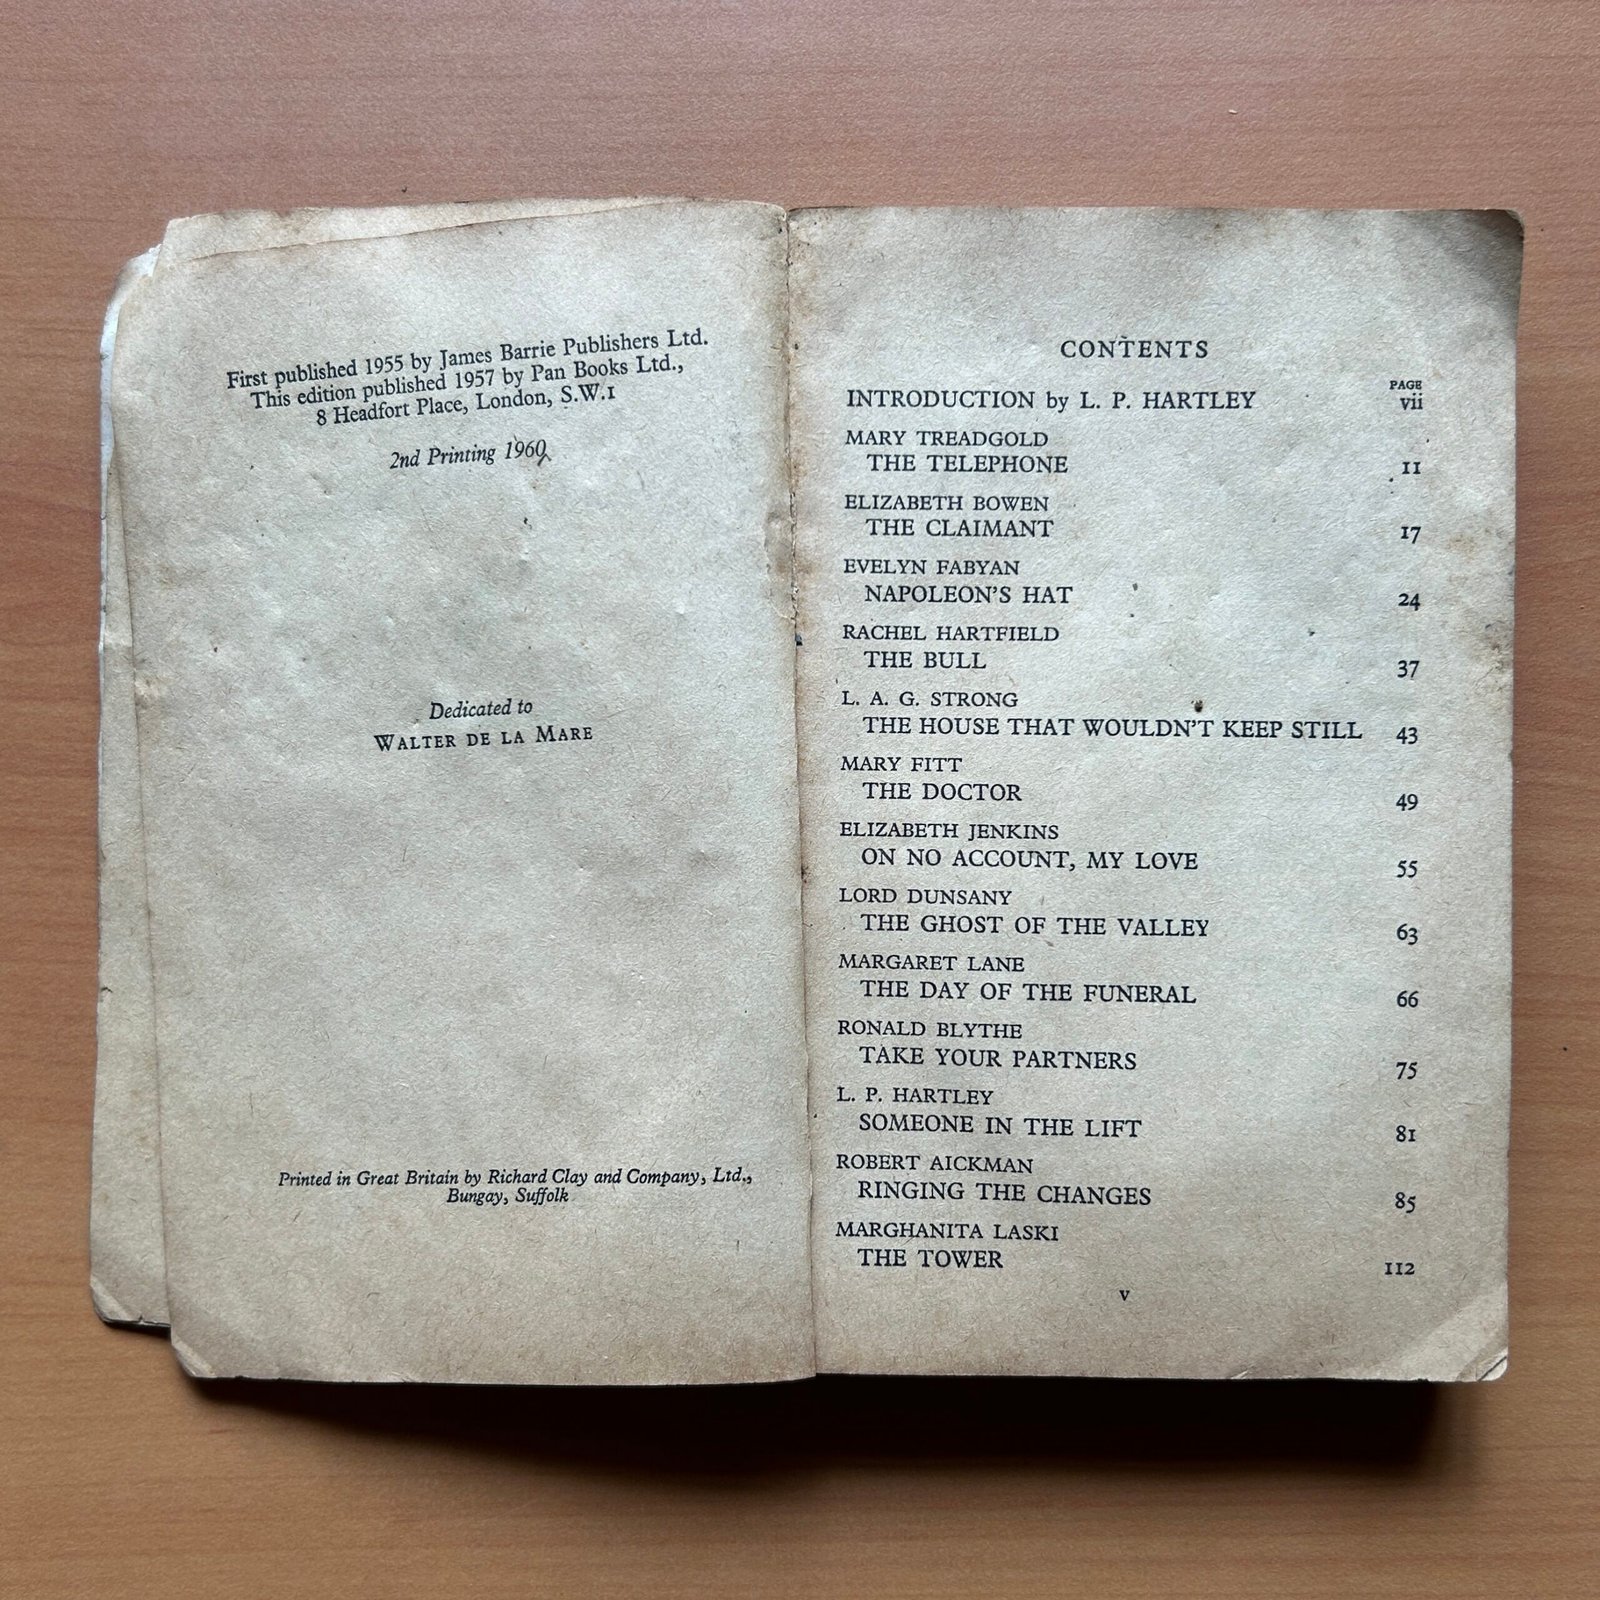 First published 1955 by James Barrie Publishers Ltd.
This edition published 1957 by Pan Books Ltd.,
8 Headfort Place, London, S.W.1
2nd Printing 1960
Dedicated to
WALTER DE LA MARE
Printed in Great Britain by Richard Clay and Company, Ltd.,
Bungay, Suffolk
CONTENTS
PAGE
INTRODUCTION by L. P. HARTLEY vii
MARY TREADGOLD
THE TELEPHONE 11
ELIZABETH BOWEN
THE CLAIMANT 17
EVELYN FABYAN
NAPOLEON'S HAT 24
RACHEL HARTFIELD
THE BULL 37
L. A. G. STRONG
THE HOUSE THAT WOULDN'T KEEP STILL 43
MARY FITT
THE DOCTOR 49
ELIZABETH JENKINS
ON NO ACCOUNT, MY LOVE 55
LORD DUNSANY
THE GHOST OF THE VALLEY 63
MARGARET LANE
THE DAY OF THE FUNERAL 66
RONALD BLYTHE
TAKE YOUR PARTNERS 75
L. P. HARTLEY
SOMEONE IN THE LIFT 81
ROBERT AICKMAN
RINGING THE CHANGES 85
MARGHANITA LASKI
THE TOWER 112
v